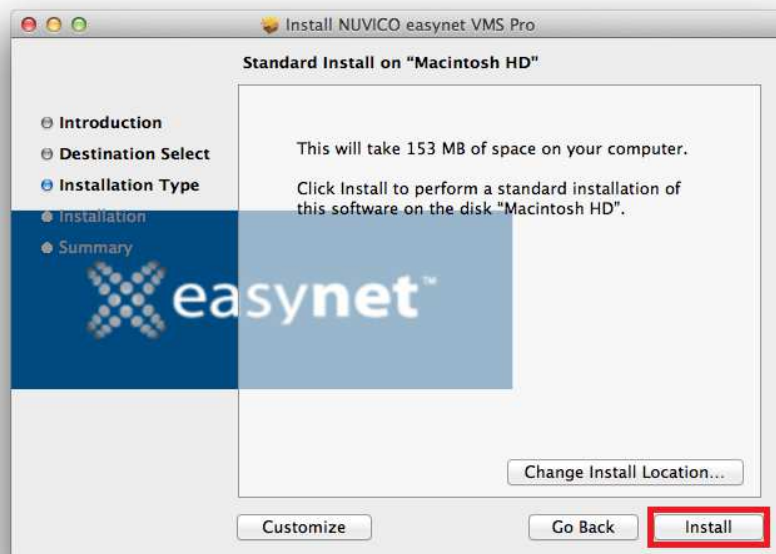 Install NUVICO easynet VMS Pro
Standard Install on “Macintosh HD”
Introduction
Destination Select
Installation Type
Installation
Summary
This will take 153 MB of space on your computer.
Click Install to perform a standard installation of
this software on the disk “Macintosh HD”.
easynet™
Change Install Location...
Customize
Go Back
Install